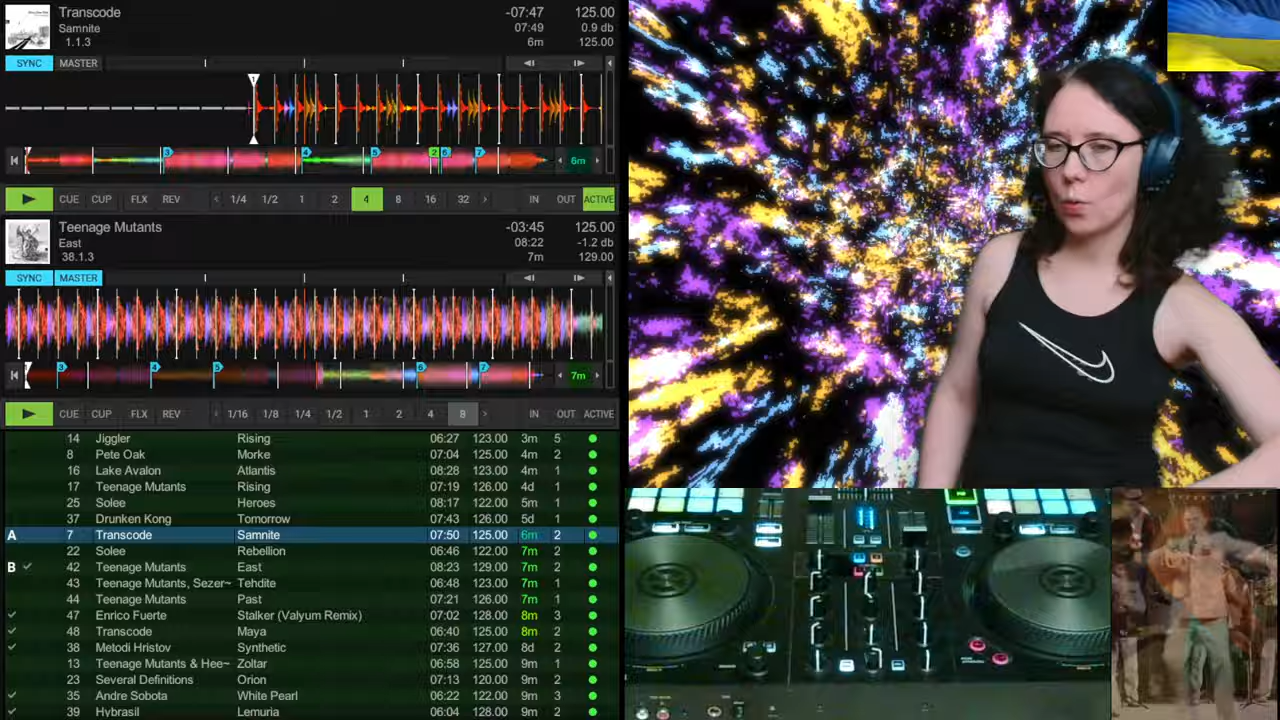 Transcode -07:47 125.00
Samnite 07:49 0.9 db
1.1.3 6m 125.00
SYNC MASTER
1
3 4 5 2 6 7 6m
CUE CUP FLX REV 1/4 1/2 1 2 4 8 16 32 IN OUT ACTIVE
Teenage Mutants -03:45 125.00
East 08:22 -1.2 db
38.1.3 7m 129.00
SYNC MASTER
3 4 5 6 7 7m
CUE CUP FLX REV 1/16 1/8 1/4 1/2 1 2 4 8 IN OUT ACTIVE
14 Jiggler Rising 06:27 123.00 3m 5
8 Pete Oak Morke 07:04 125.00 4m 2
16 Lake Avalon Atlantis 08:28 123.00 4m 1
17 Teenage Mutants Rising 07:19 126.00 4d 1
25 Solee Heroes 08:17 122.00 5m 1
37 Drunken Kong Tomorrow 07:43 126.00 5d 1
A 7 Transcode Samnite 07:50 125.00 6m 2
22 Solee Rebellion 06:46 122.00 7m 2
B 42 Teenage Mutants East 08:23 129.00 7m 2
43 Teenage Mutants, Sezer~ Tehdite 06:48 123.00 7m 1
44 Teenage Mutants Past 07:21 126.00 7m 1
47 Enrico Fuerte Stalker (Valyum Remix) 07:02 128.00 8m 3
48 Transcode Maya 06:40 125.00 8m 2
38 Metodi Hristov Synthetic 07:36 127.00 8d 2
13 Teenage Mutants & Hee~ Zoltar 06:58 125.00 9m 1
23 Several Definitions Orion 07:13 120.00 9m 2
35 Andre Sobota White Pearl 06:22 122.00 9m 3
39 Hybrasil Lemuria 06:04 128.00 9m 2